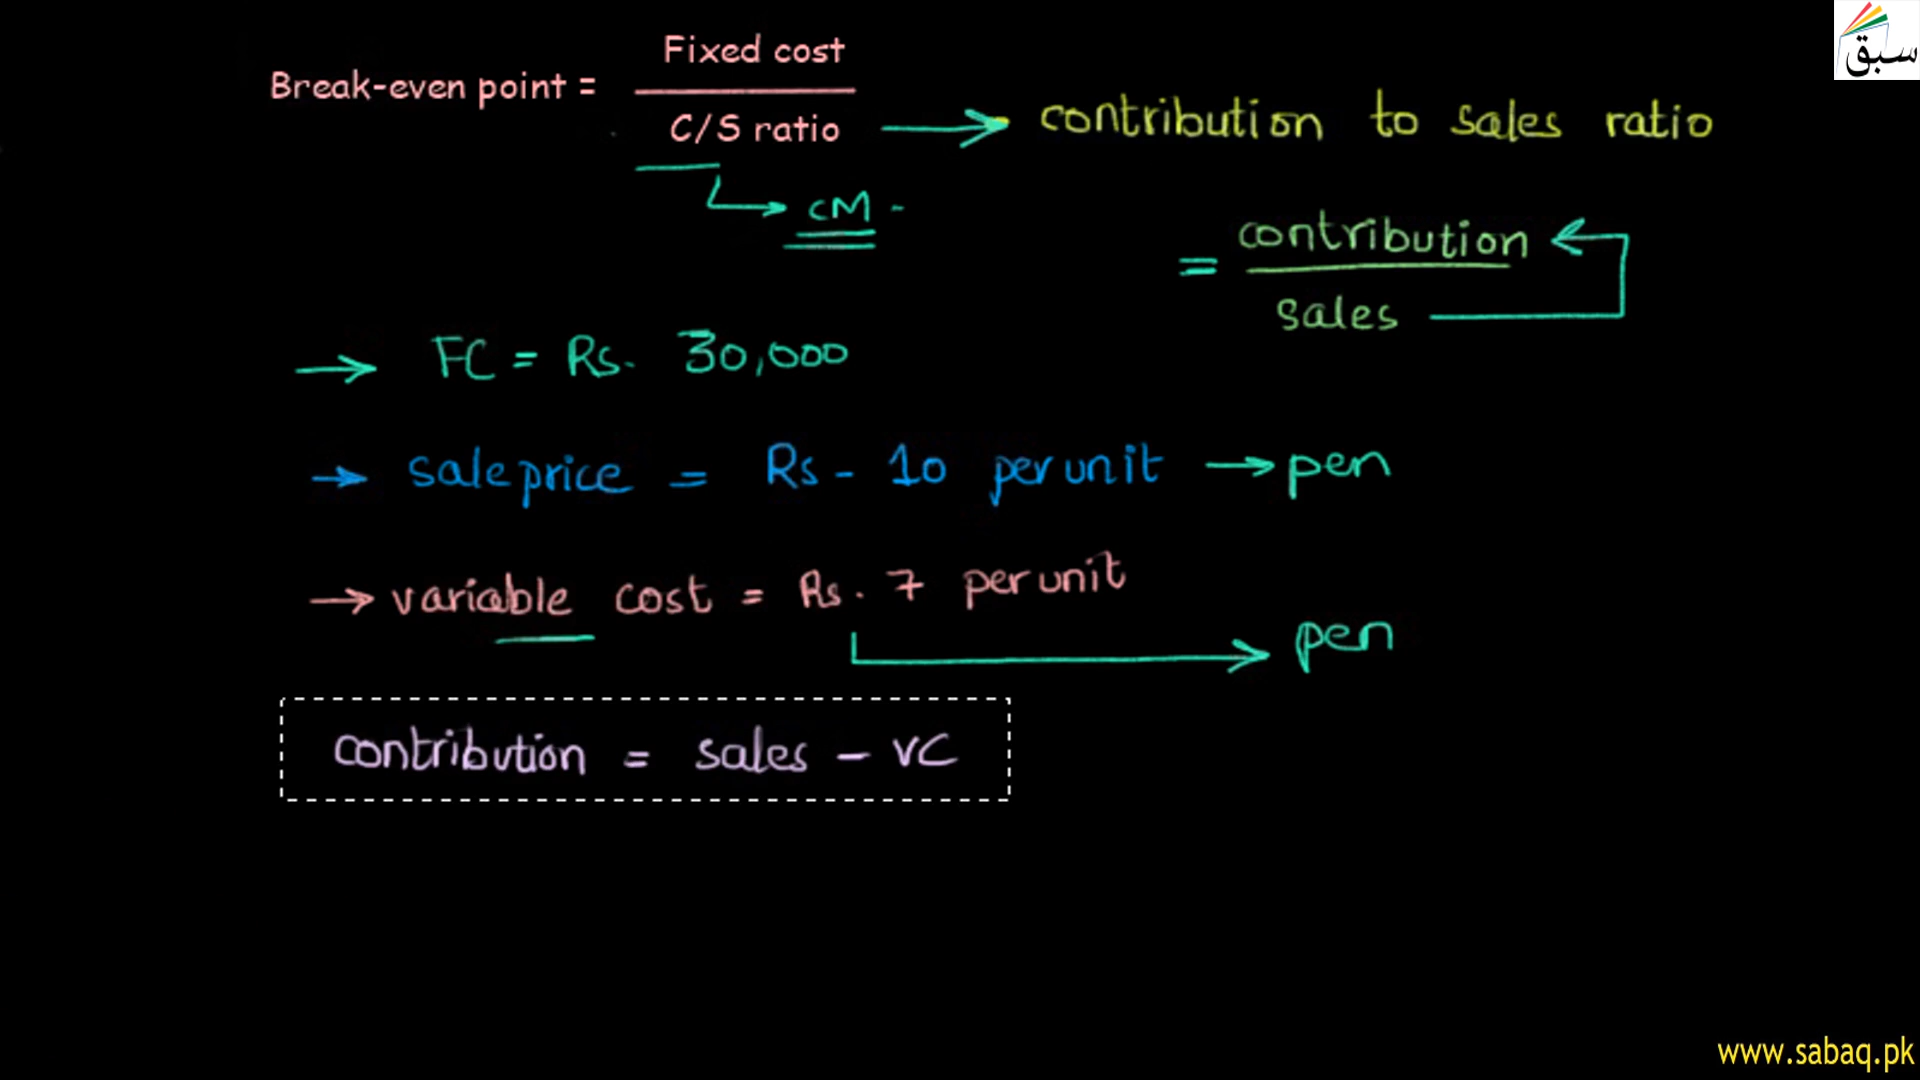 سبق
Fixed cost
Break-even point =
C/S ratio → contribution to sales ratio
CM -
= contribution
sales
→ FC = Rs. 30,000
→ sale price = Rs - 10 per unit → pen
→ variable cost = Rs. 7 per unit
→ pen
contribution = sales - VC
www.sabaq.pk